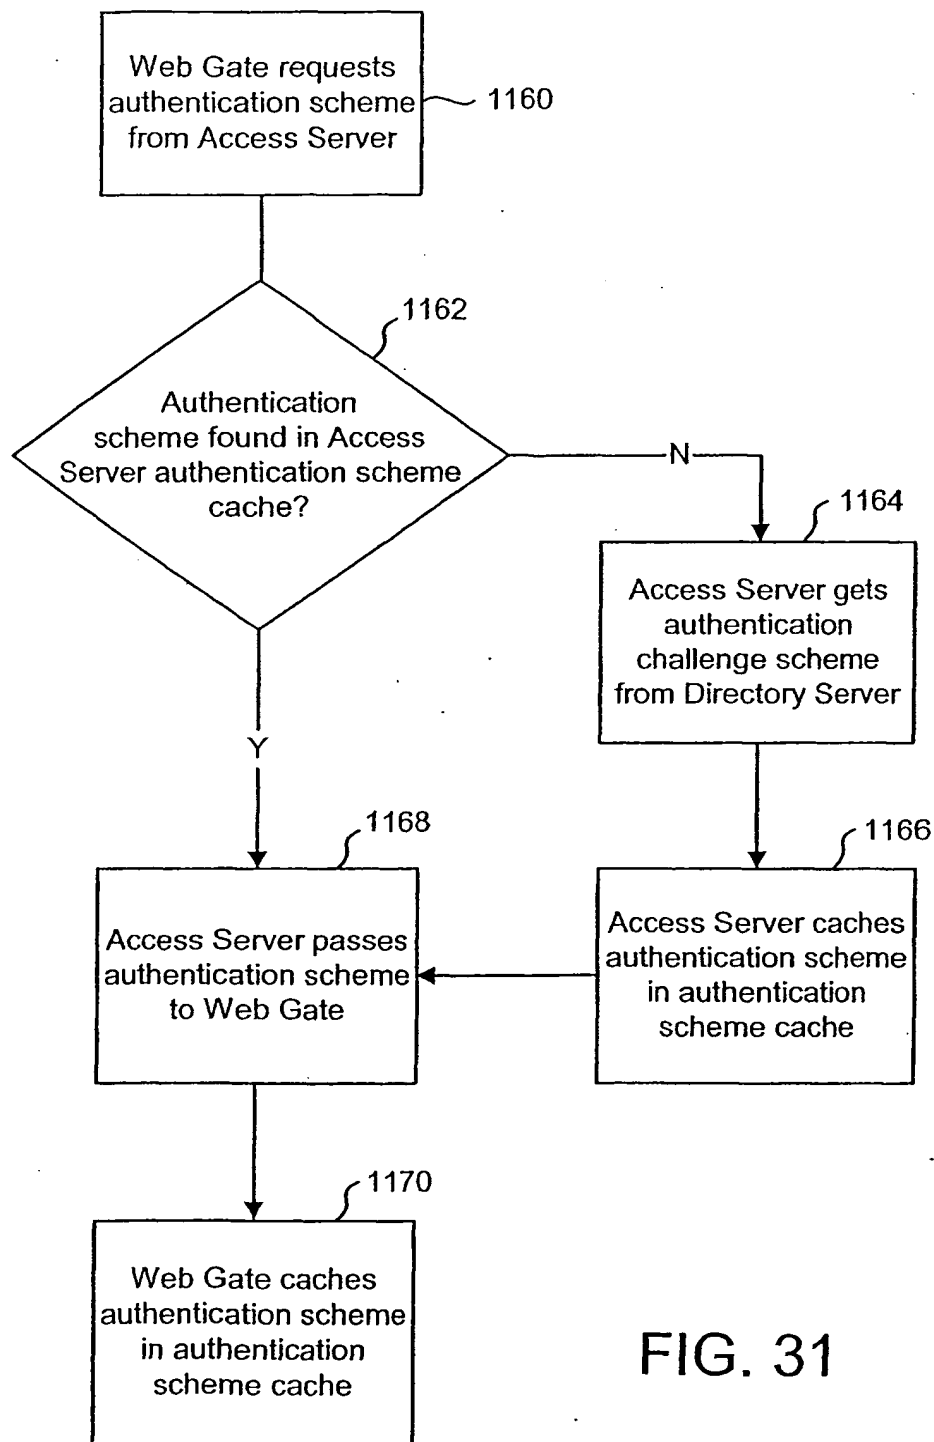 Web Gate requests
authentication scheme
from Access Server
1160
1162
Authentication
scheme found in Access
Server authentication scheme
cache?
N
1164
Access Server gets
authentication
challenge scheme
from Directory Server
Y
1168
1166
Access Server passes
authentication scheme
to Web Gate
Access Server caches
authentication scheme
in authentication
scheme cache
1170
Web Gate caches
authentication scheme
in authentication
scheme cache
FIG. 31